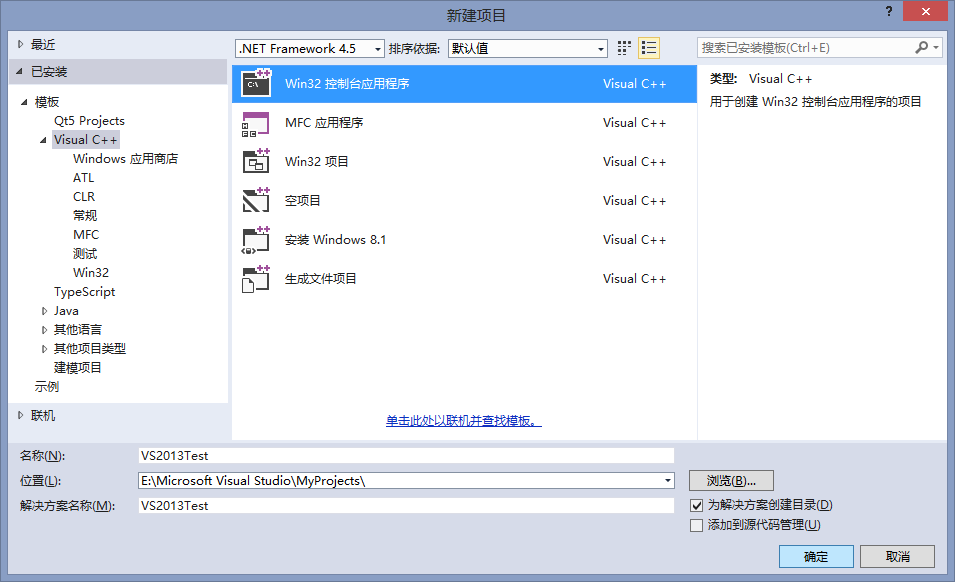 新建项目
?
最近
已安装
模板
Qt5 Projects
Visual C++
Windows 应用商店
ATL
CLR
常规
MFC
测试
Win32
TypeScript
Java
其他语言
其他项目类型
建模项目
示例
联机
.NET Framework 4.5 排序依据: 默认值
Win32 控制台应用程序 Visual C++
MFC 应用程序 Visual C++
Win32 项目 Visual C++
空项目 Visual C++
安装 Windows 8.1 Visual C++
生成文件项目 Visual C++
单击此处以联机并查找模板。
搜索已安装模板(Ctrl+E)
类型: Visual C++
用于创建 Win32 控制台应用程序的项目
名称(N): VS2013Test
位置(L): E:\Microsoft Visual Studio\MyProjects\ 浏览(B)...
解决方案名称(M): VS2013Test 为解决方案创建目录(D)
添加到源代码管理(U)
确定 取消